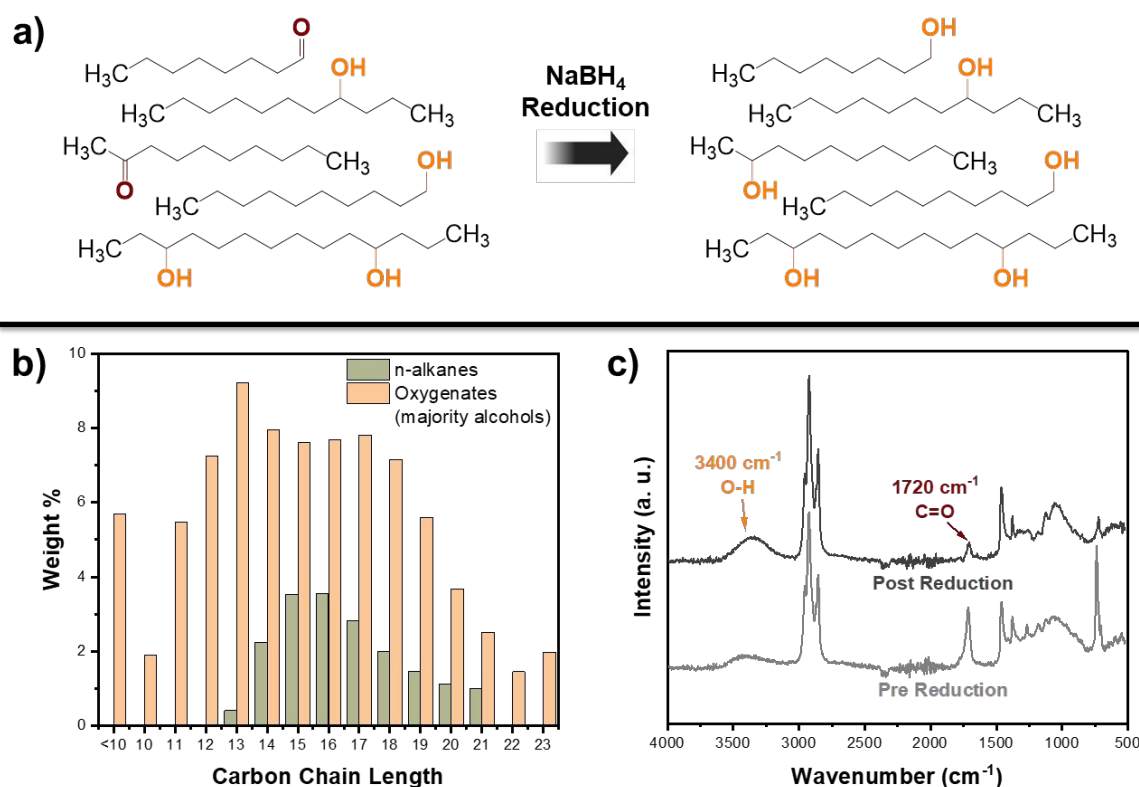 a)
O
OH
H₃C
H₃C
CH₃
H₃C
O
CH₃
OH
H₃C
H₃C
CH₃
OH
OH
NaBH₄
Reduction
OH
OH
H₃C
H₃C
CH₃
H₃C
OH
CH₃
OH
H₃C
H₃C
CH₃
OH
OH
b)
10
8
6
4
2
0
Weight %
n-alkanes
Oxygenates
(majority alcohols)
<10 10 11 12 13 14 15 16 17 18 19 20 21 22 23
Carbon Chain Length
c)
Intensity (a. u.)
3400 cm⁻¹
O-H
1720 cm⁻¹
C=O
Post Reduction
Pre Reduction
4000 3500 3000 2500 2000 1500 1000 500
Wavenumber (cm⁻¹)